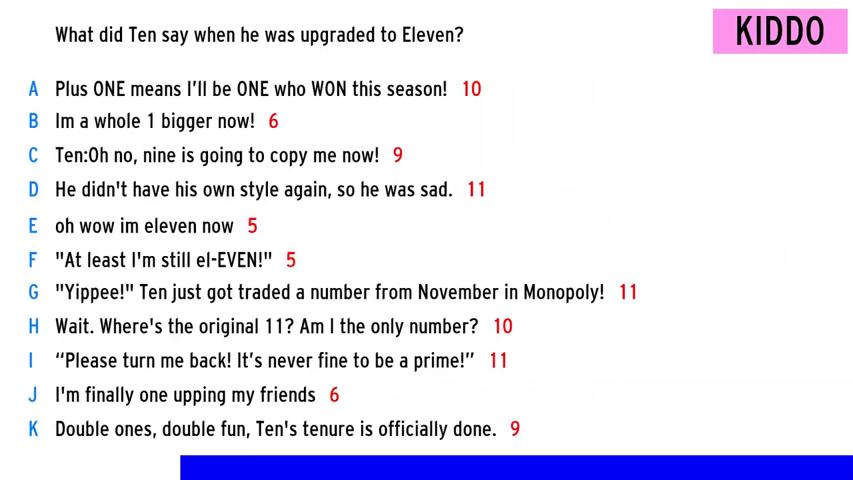 What did Ten say when he was upgraded to Eleven?
KIDDO
A Plus ONE means I'll be ONE who WON this season! 10
B Im a whole 1 bigger now! 6
C Ten:Oh no, nine is going to copy me now! 9
D He didn't have his own style again, so he was sad. 11
E oh wow im eleven now 5
F "At least I'm still el-EVEN!" 5
G "Yippee!" Ten just got traded a number from November in Monopoly! 11
H Wait. Where's the original 11? Am I the only number? 10
I “Please turn me back! It’s never fine to be a prime!” 11
J I'm finally one upping my friends 6
K Double ones, double fun, Ten's tenure is officially done. 9